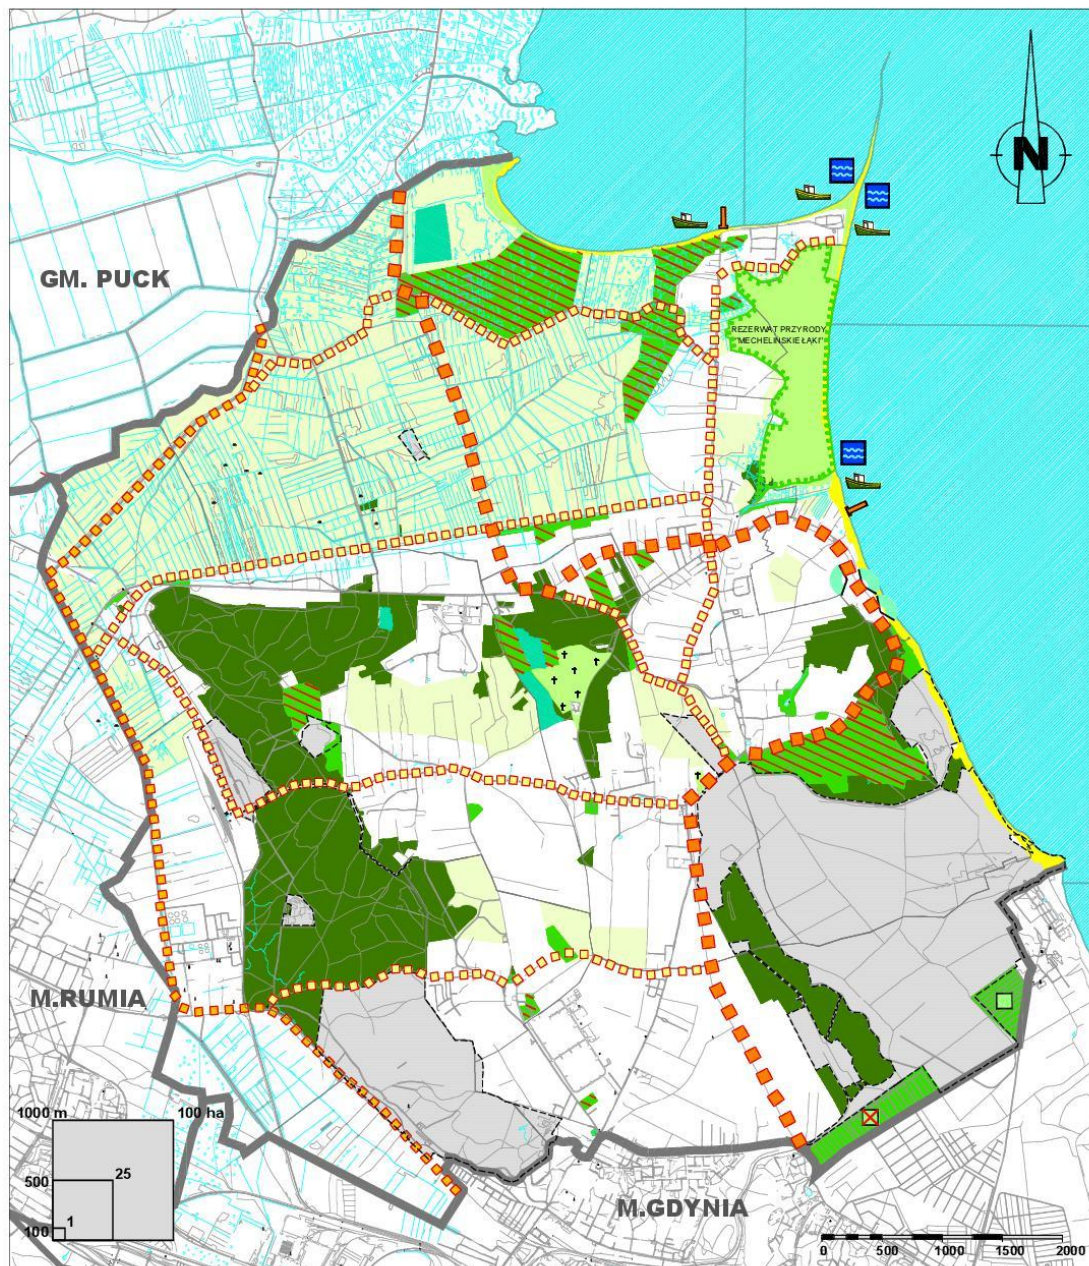 N
GM. PUCK
REZERWAT PRZYRODY
"MECHELIŃSKIE ŁĄKI"
M.RUMIA
1000 m
100 ha
500
25
100
1
M.GDYNIA
0
500
1000
1500
2000